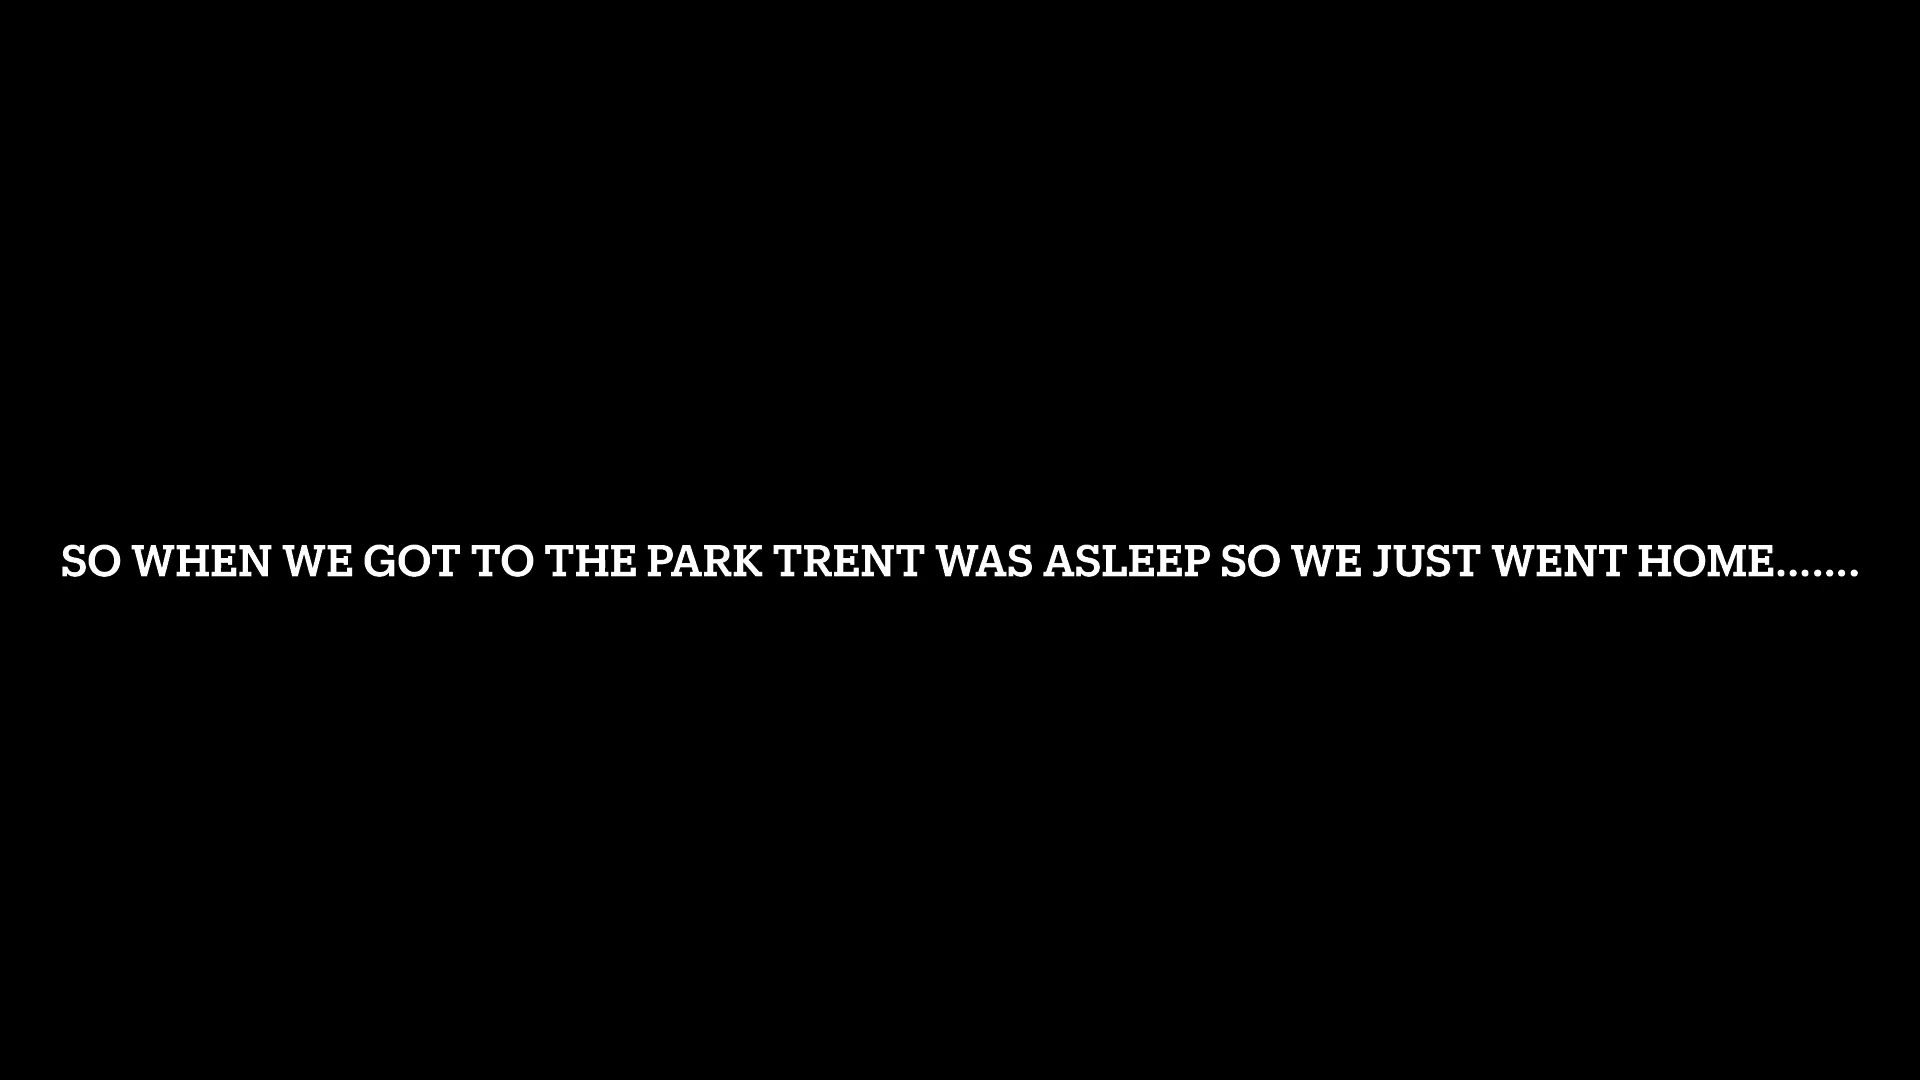 SO WHEN WE GOT TO THE PARK TRENT WAS ASLEEP SO WE JUST WENT HOME.......